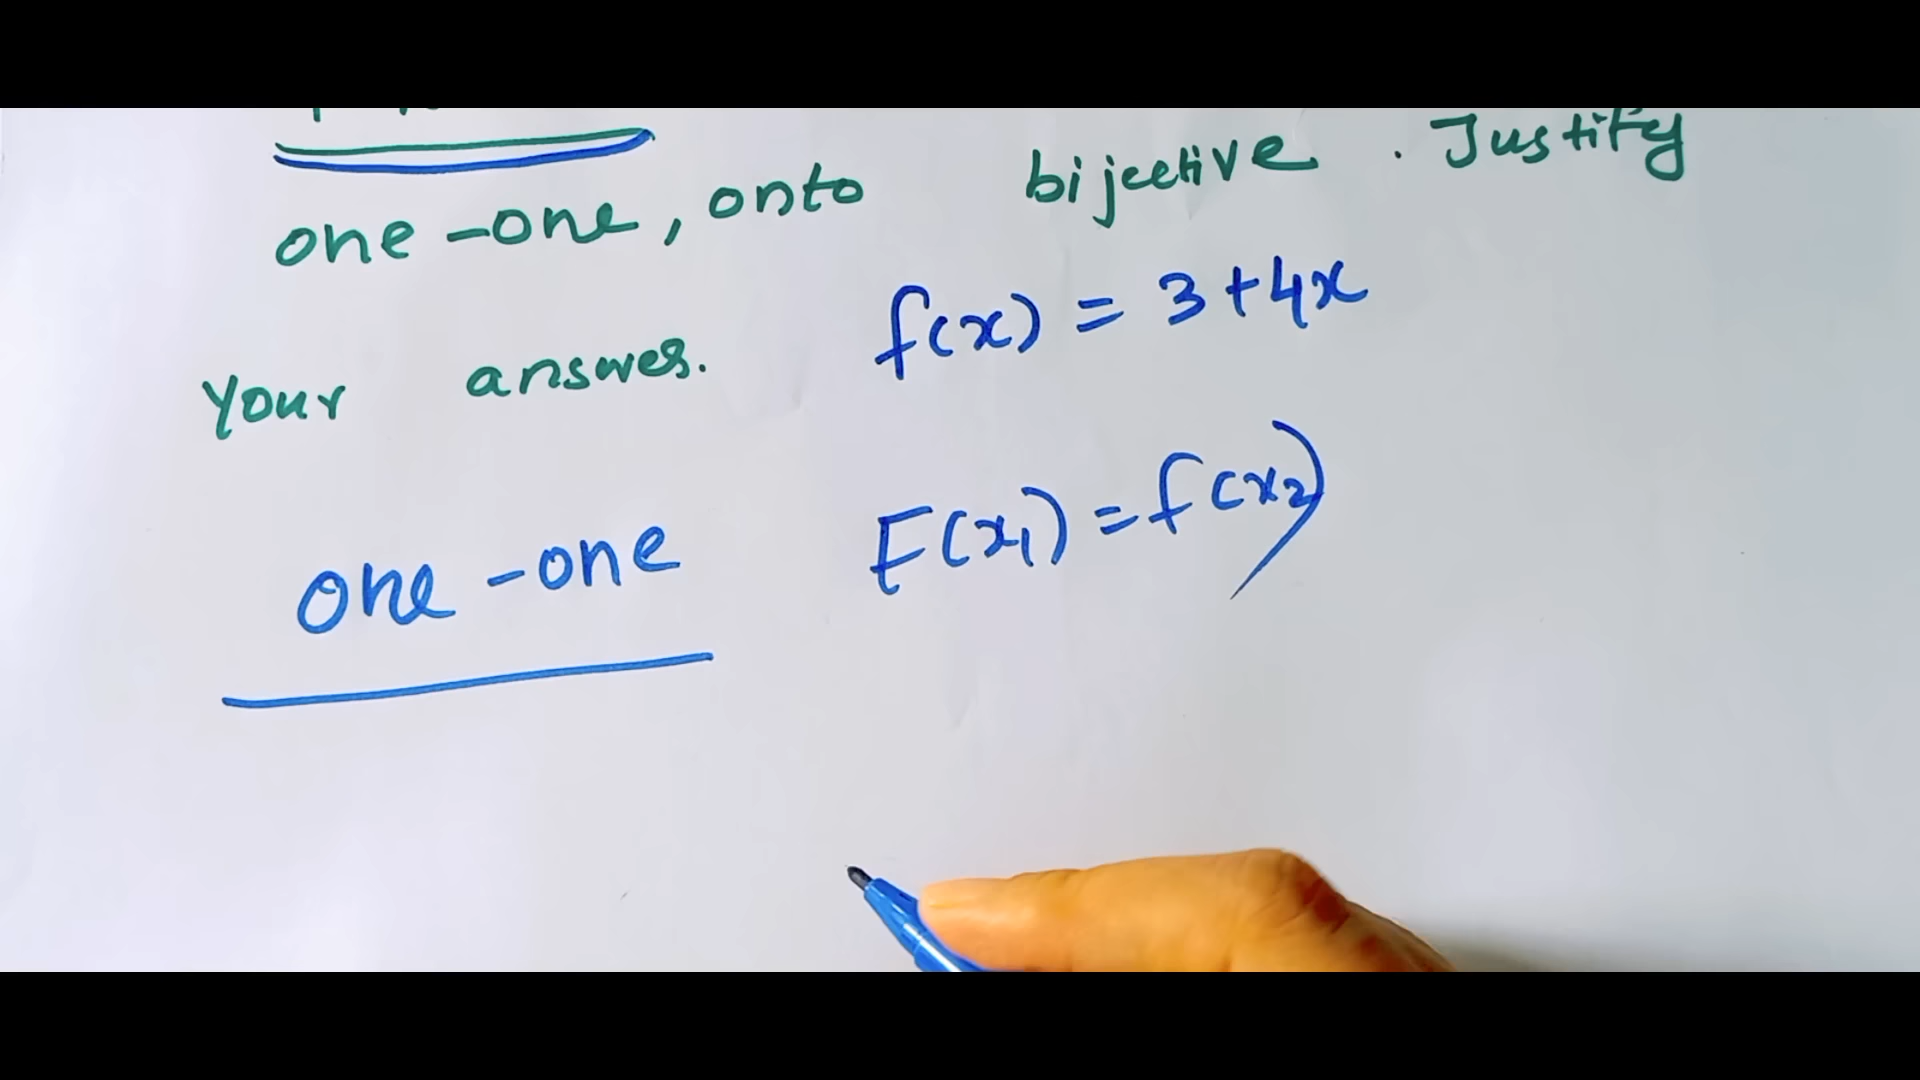 one-one, onto bijective. Justify
your answer. f(x) = 3+4x
one-one F(x₁) = f(x₂)